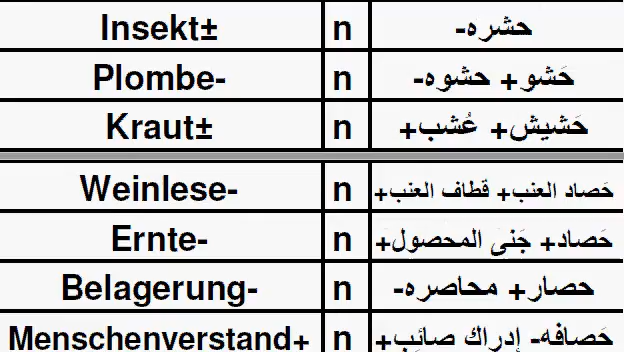 Insekt± n حشره-
Plombe- n حَشو+ حشوه-
Kraut± n حَشيش+ عُشب+
Weinlese- n حَصاد العنب+ قطاف العنب+
Ernte- n حَصاد+ جَنىَ المحصول+
Belagerung- n حصار+ محاصره-
Menschenverstand+ n حَصافه- إدراك صائِب+